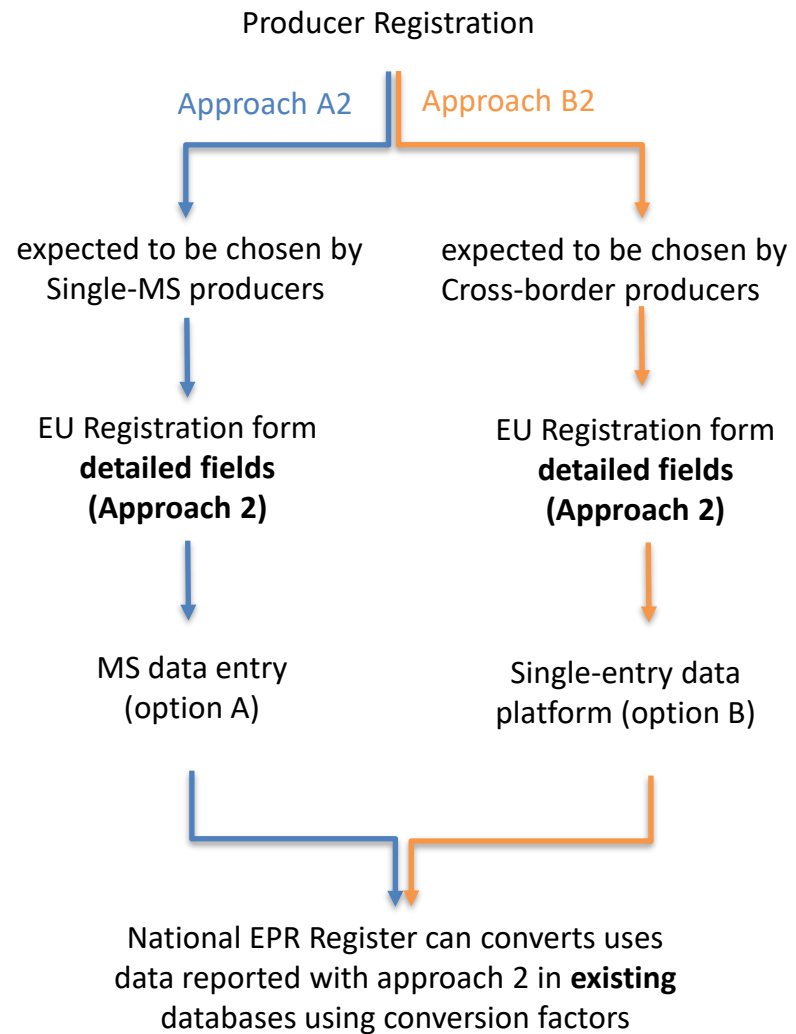 Producer Registration
Approach A2
Approach B2
expected to be chosen by
Single-MS producers
expected to be chosen by
Cross-border producers
EU Registration form
detailed fields
(Approach 2)
EU Registration form
detailed fields
(Approach 2)
MS data entry
(option A)
Single-entry data
platform (option B)
National EPR Register can converts uses
data reported with approach 2 in existing
databases using conversion factors